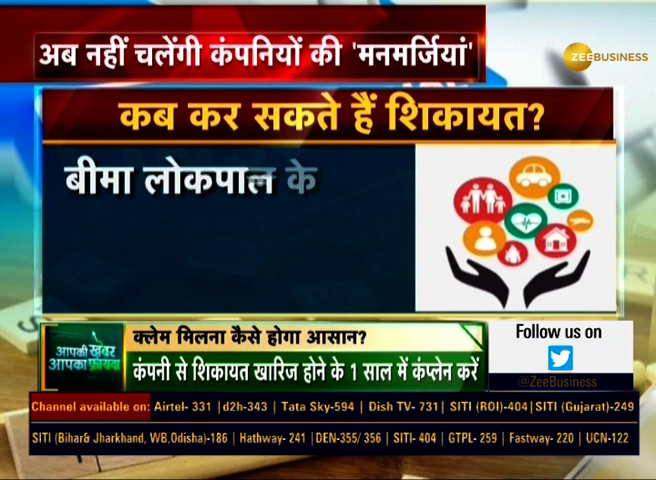 अब नहीं चलेंगी कंपनियों की 'मनमर्जियां'
ZEEBUSINESS
कब कर सकते हैं शिकायत?
बीमा लोकपाल के
आपकी खबर
आपका फायदा
क्लेम मिलना कैसे होगा आसान?
कंपनी से शिकायत खारिज होने के 1 साल में कंप्लेन करें
Follow us on
@ZeeBusiness
Channel available on: Airtel- 331 |d2h-343 | Tata Sky-594 | Dish TV- 731| SITI (ROI)-404|SITI (Gujarat)-249
SITI (Bihar& Jharkhand, WB,Odisha)-186 | Hathway- 241 |DEN-355/ 356 | SITI- 404 | GTPL- 259 | Fastway- 220 | UCN-122